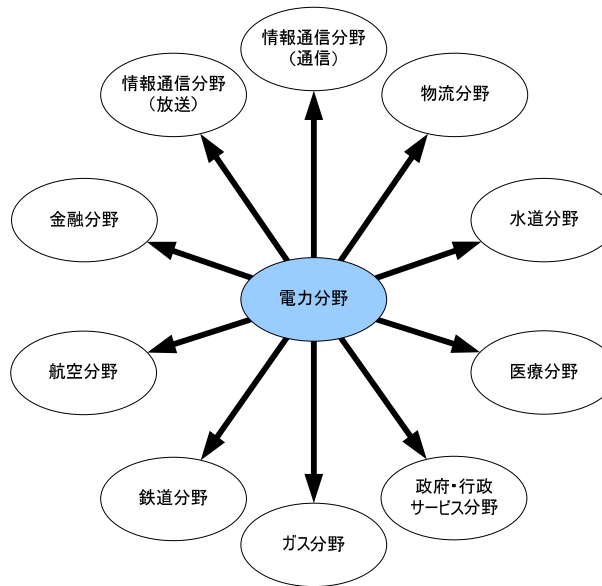 情報通信分野
(通信)
情報通信分野
(放送)
物流分野
金融分野
水道分野
電力分野
航空分野
医療分野
鉄道分野
政府・行政
サービス分野
ガス分野